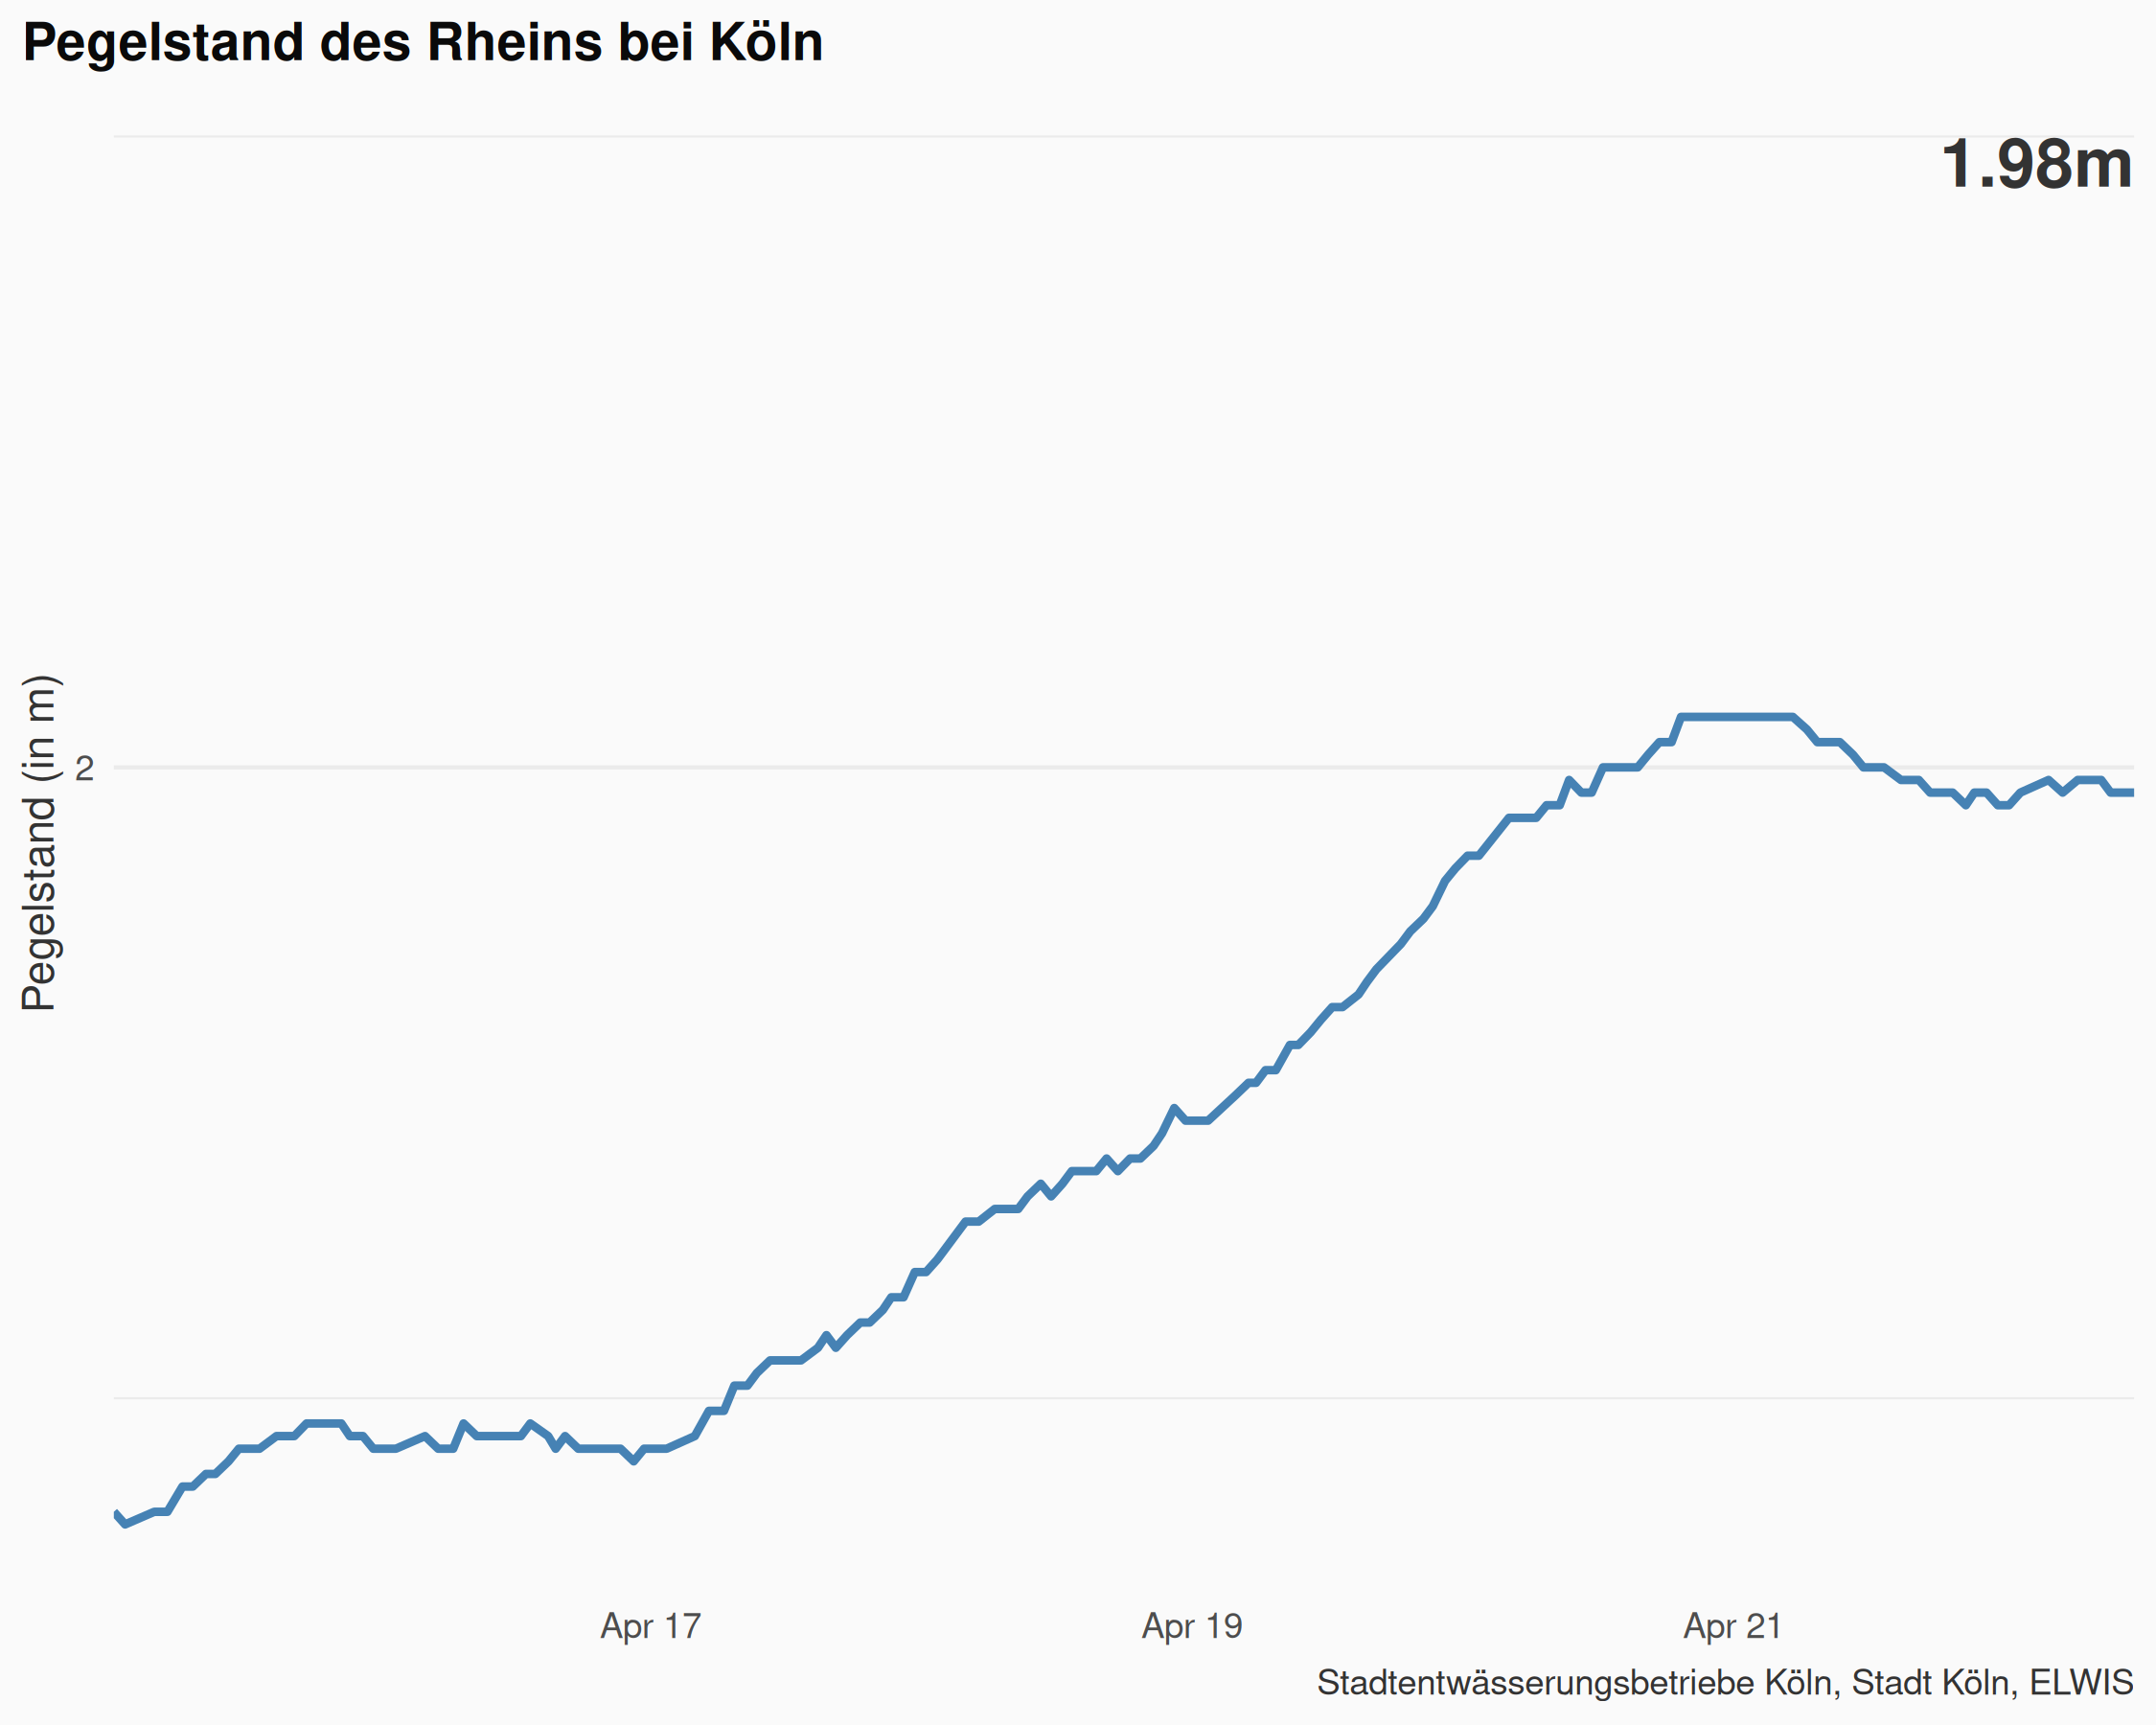 Pegelstand des Rheins bei Köln
1.98m
Pegelstand (in m)
2
Apr 17
Apr 19
Apr 21
Stadtentwässerungsbetriebe Köln, Stadt Köln, ELWIS